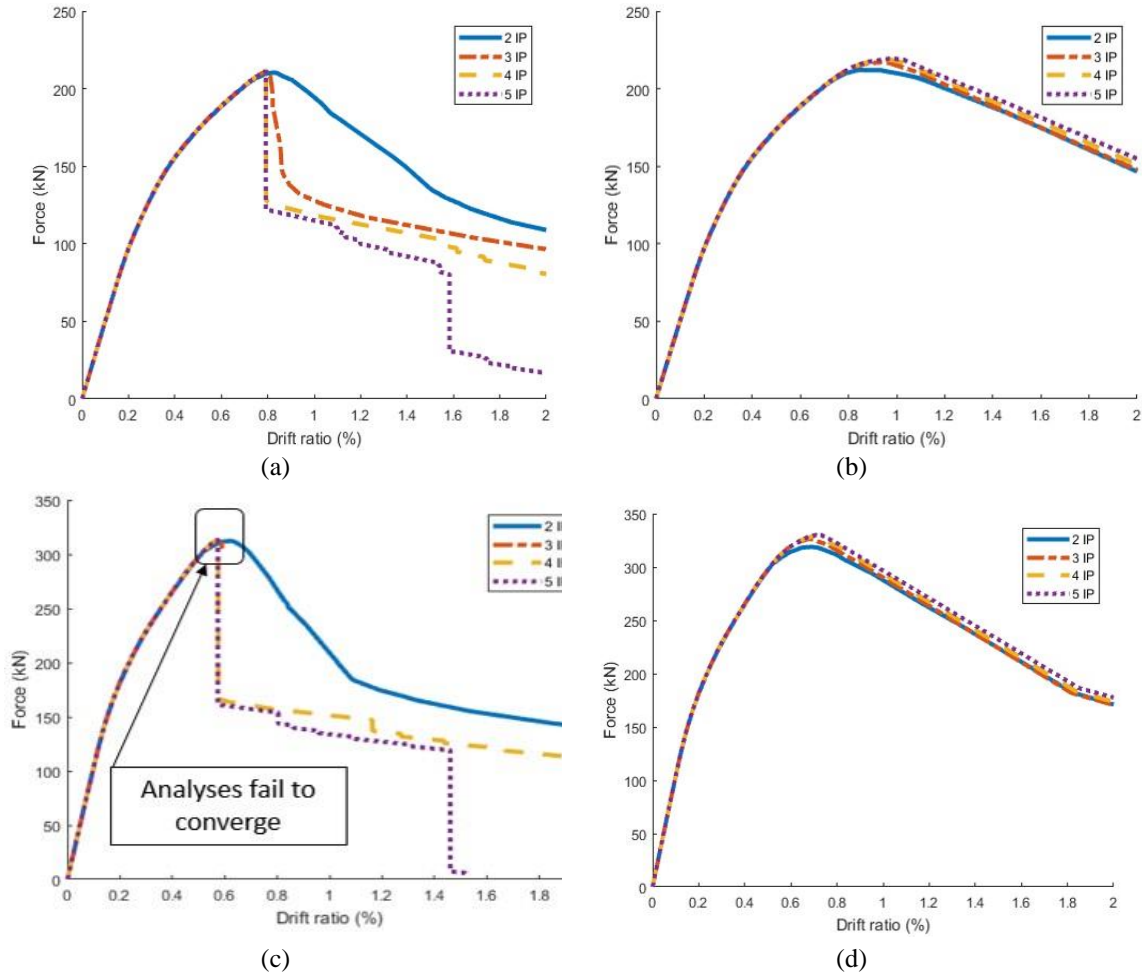 250
200
150
100
50
0
Force (kN)
0 0.2 0.4 0.6 0.8 1 1.2 1.4 1.6 1.8 2
Drift ratio (%)
2 IP
3 IP
4 IP
5 IP
(a)
250
200
150
100
50
0
Force (kN)
0 0.2 0.4 0.6 0.8 1 1.2 1.4 1.6 1.8 2
Drift ratio (%)
2 IP
3 IP
4 IP
5 IP
(b)
350
300
250
200
150
100
50
0
Force (kN)
0 0.2 0.4 0.6 0.8 1 1.2 1.4 1.6 1.8
Drift ratio (%)
2 I
3 I
4 I
5 I
Analyses fail to
converge
(c)
350
300
250
200
150
100
50
0
Force (kN)
0 0.2 0.4 0.6 0.8 1 1.2 1.4 1.6 1.8 2
Drift ratio (%)
2 IP
3 IP
4 IP
5 IP
(d)